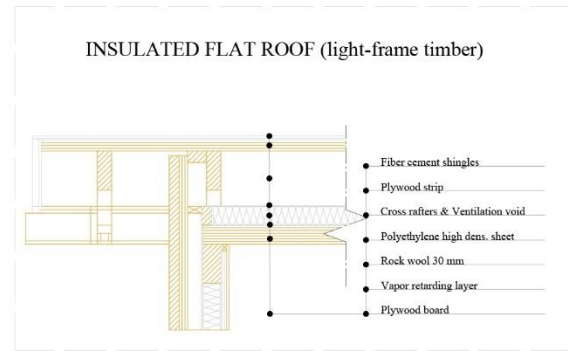 INSULATED FLAT ROOF (light-frame timber)
Fiber cement shingles
Plywood strip
Cross rafters & Ventilation void
Polyethylene high dens. sheet
Rock wool 30 mm
Vapor retarding layer
Plywood board